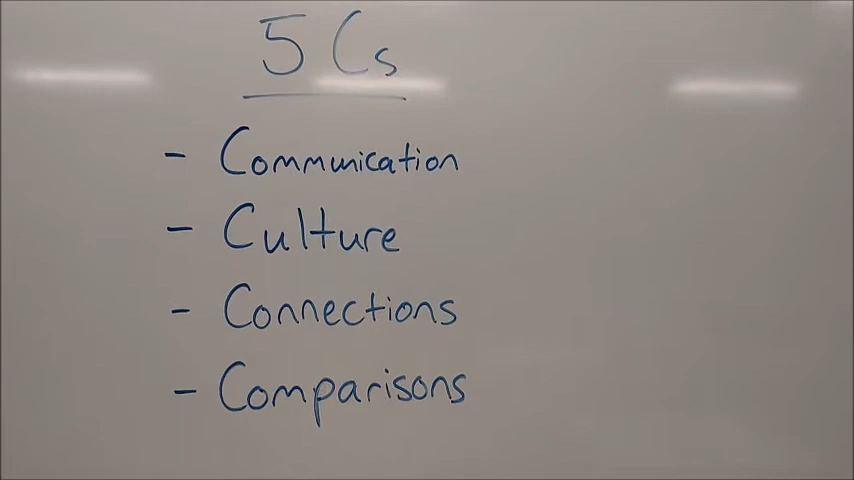 5 Cs
- Communication
- Culture
- Connections
- Comparisons